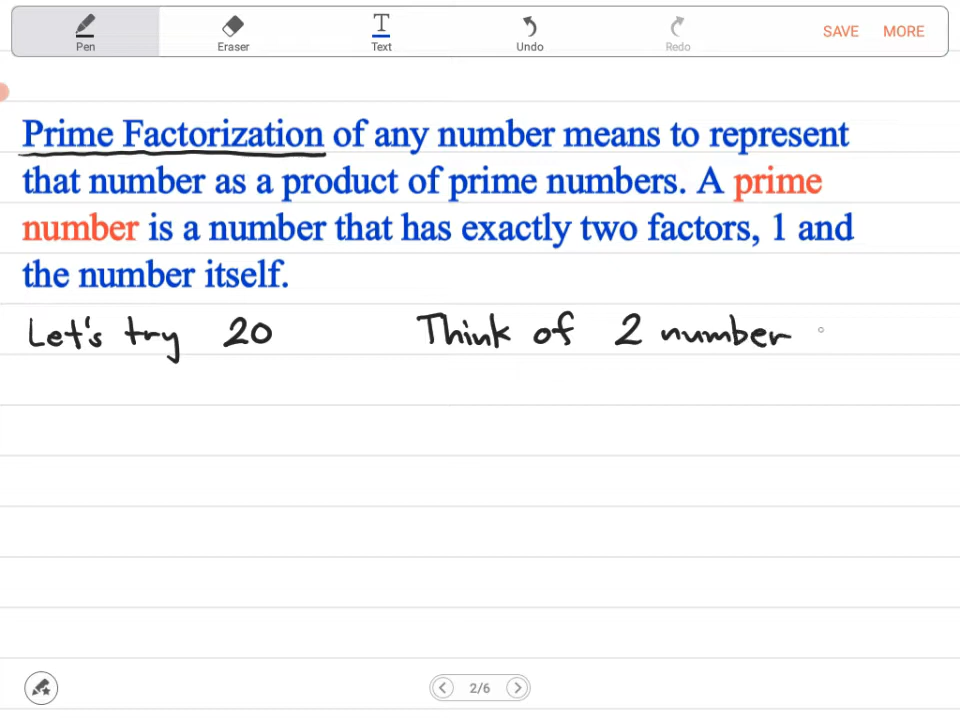 Pen Eraser Text Undo Redo SAVE MORE
Prime Factorization of any number means to represent
that number as a product of prime numbers. A prime
number is a number that has exactly two factors, 1 and
the number itself.
Let's try 20 Think of 2 number
2/6